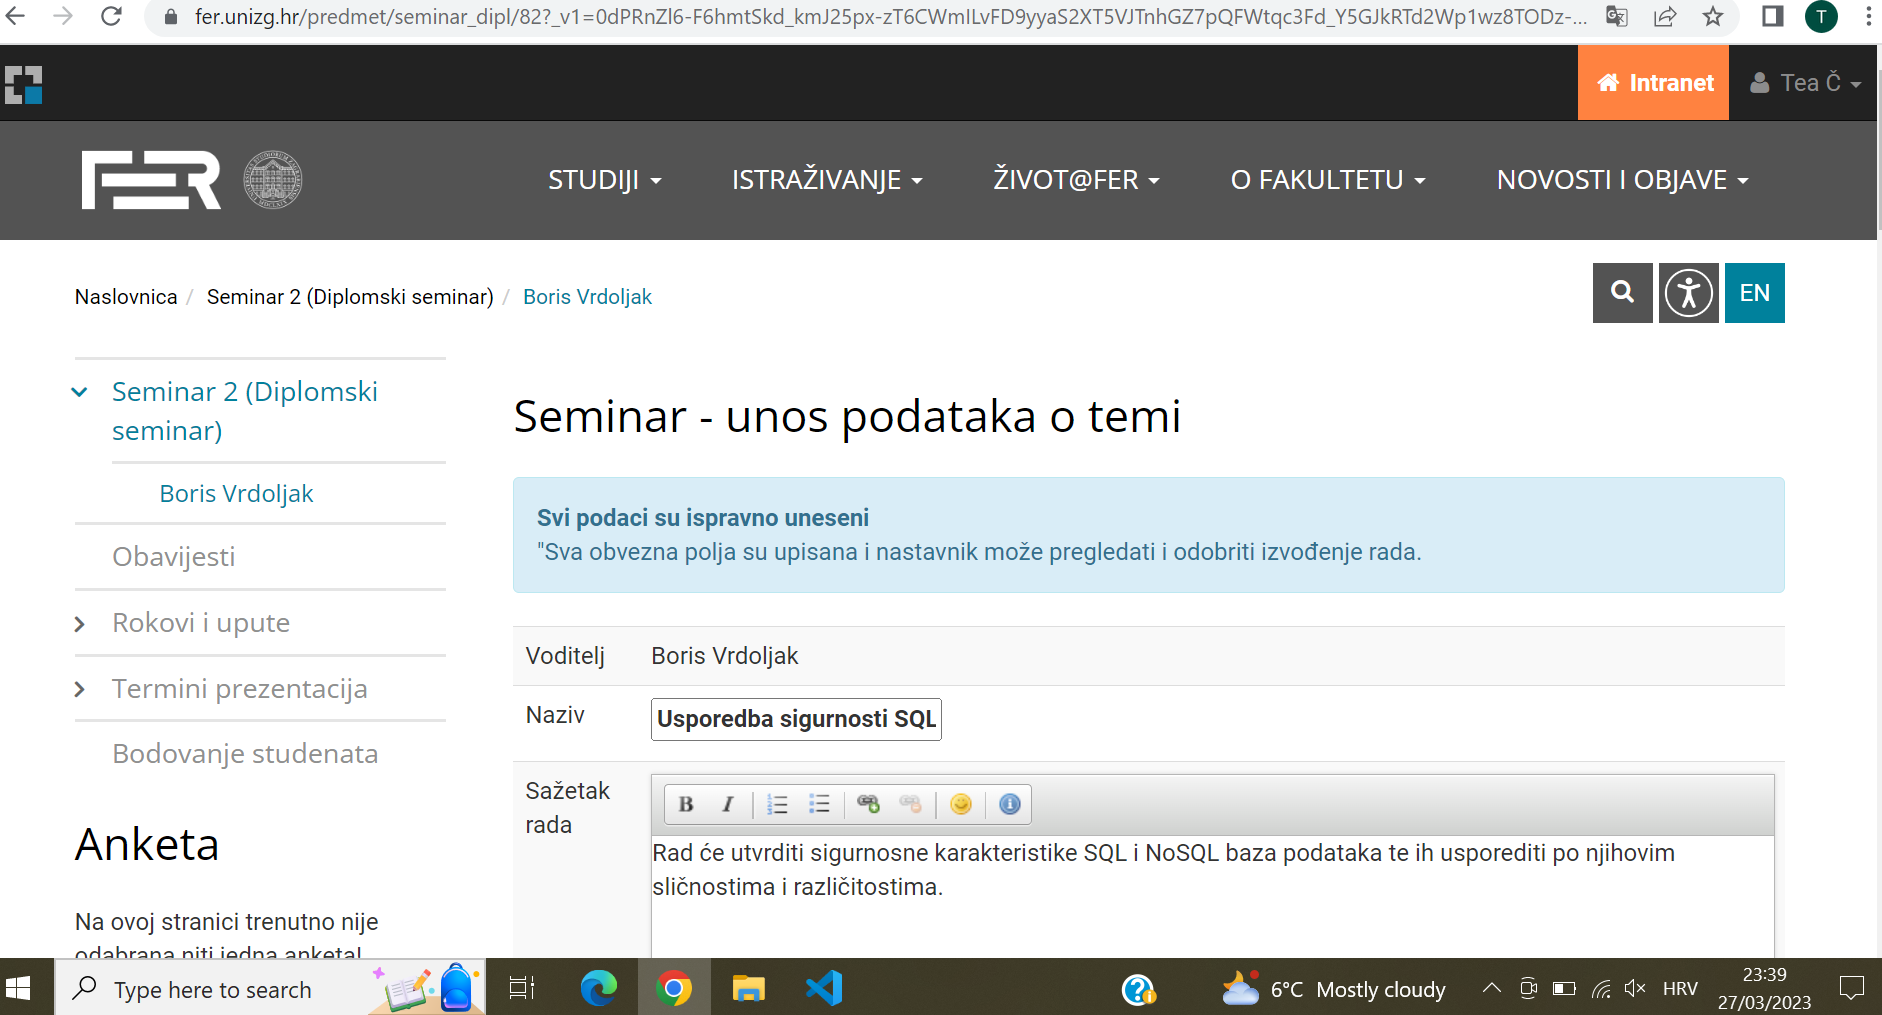 fer.unizg.hr/predmet/seminar_dipl/82?_v1=0dPRnZl6-F6hmtSkd_kmJ25px-zT6CWmILvFD9yyaS2XT5VJTnhGZ7pQFWtqc3Fd_Y5GJkRTd2Wp1wz8TODz-...
T
Intranet
Tea Č
FER
STUDIJI
ISTRAŽIVANJE
ŽIVOT@FER
O FAKULTETU
NOVOSTI I OBJAVE
Naslovnica / Seminar 2 (Diplomski seminar) / Boris Vrdoljak
EN
Seminar 2 (Diplomski
seminar)
Boris Vrdoljak
Obavijesti
Rokovi i upute
Termini prezentacija
Bodovanje studenata
Anketa
Na ovoj stranici trenutno nije
odabrana niti jedna anketa!
Seminar - unos podataka o temi
Svi podaci su ispravno uneseni
"Sva obvezna polja su upisana i nastavnik može pregledati i odobriti izvođenje rada.
Voditelj Boris Vrdoljak
Naziv Usporedba sigurnosti SQL
Sažetak
rada
B I
Rad će utvrditi sigurnosne karakteristike SQL i NoSQL baza podataka te ih usporediti po njihovim
sličnostima i različitostima.
Type here to search
6°C Mostly cloudy
HRV
23:39
27/03/2023